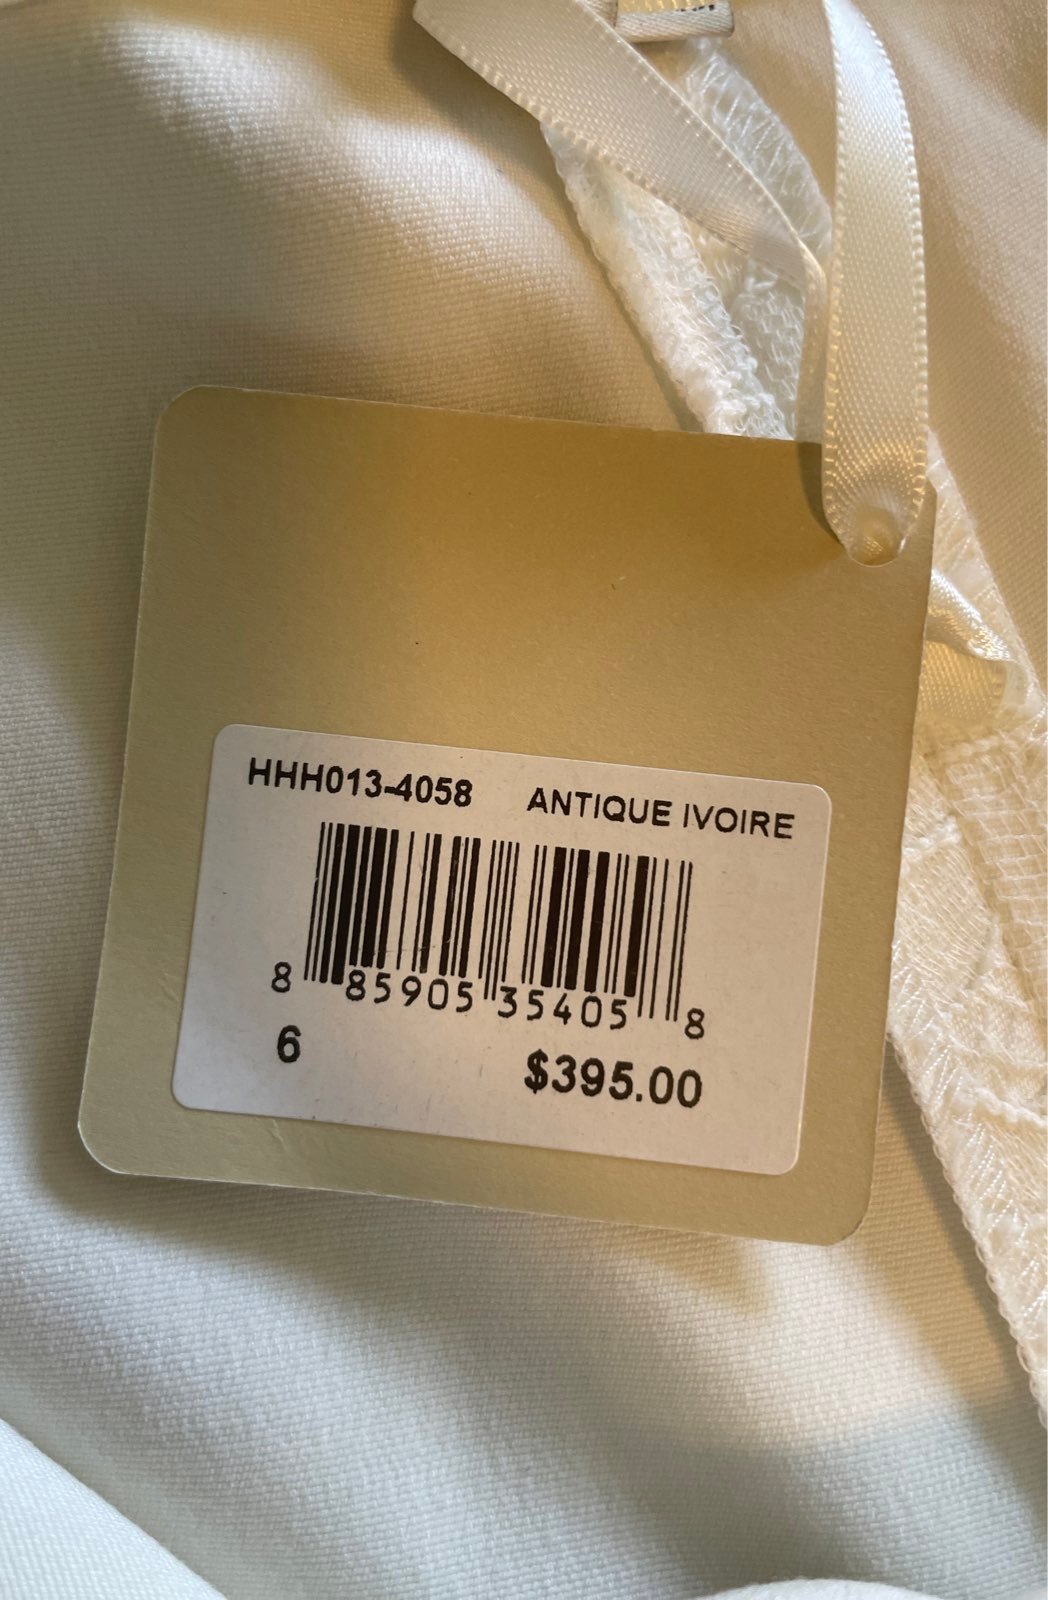 HHH013-4058 ANTIQUE IVOIRE
8 85905 35405 8
6 $395.00